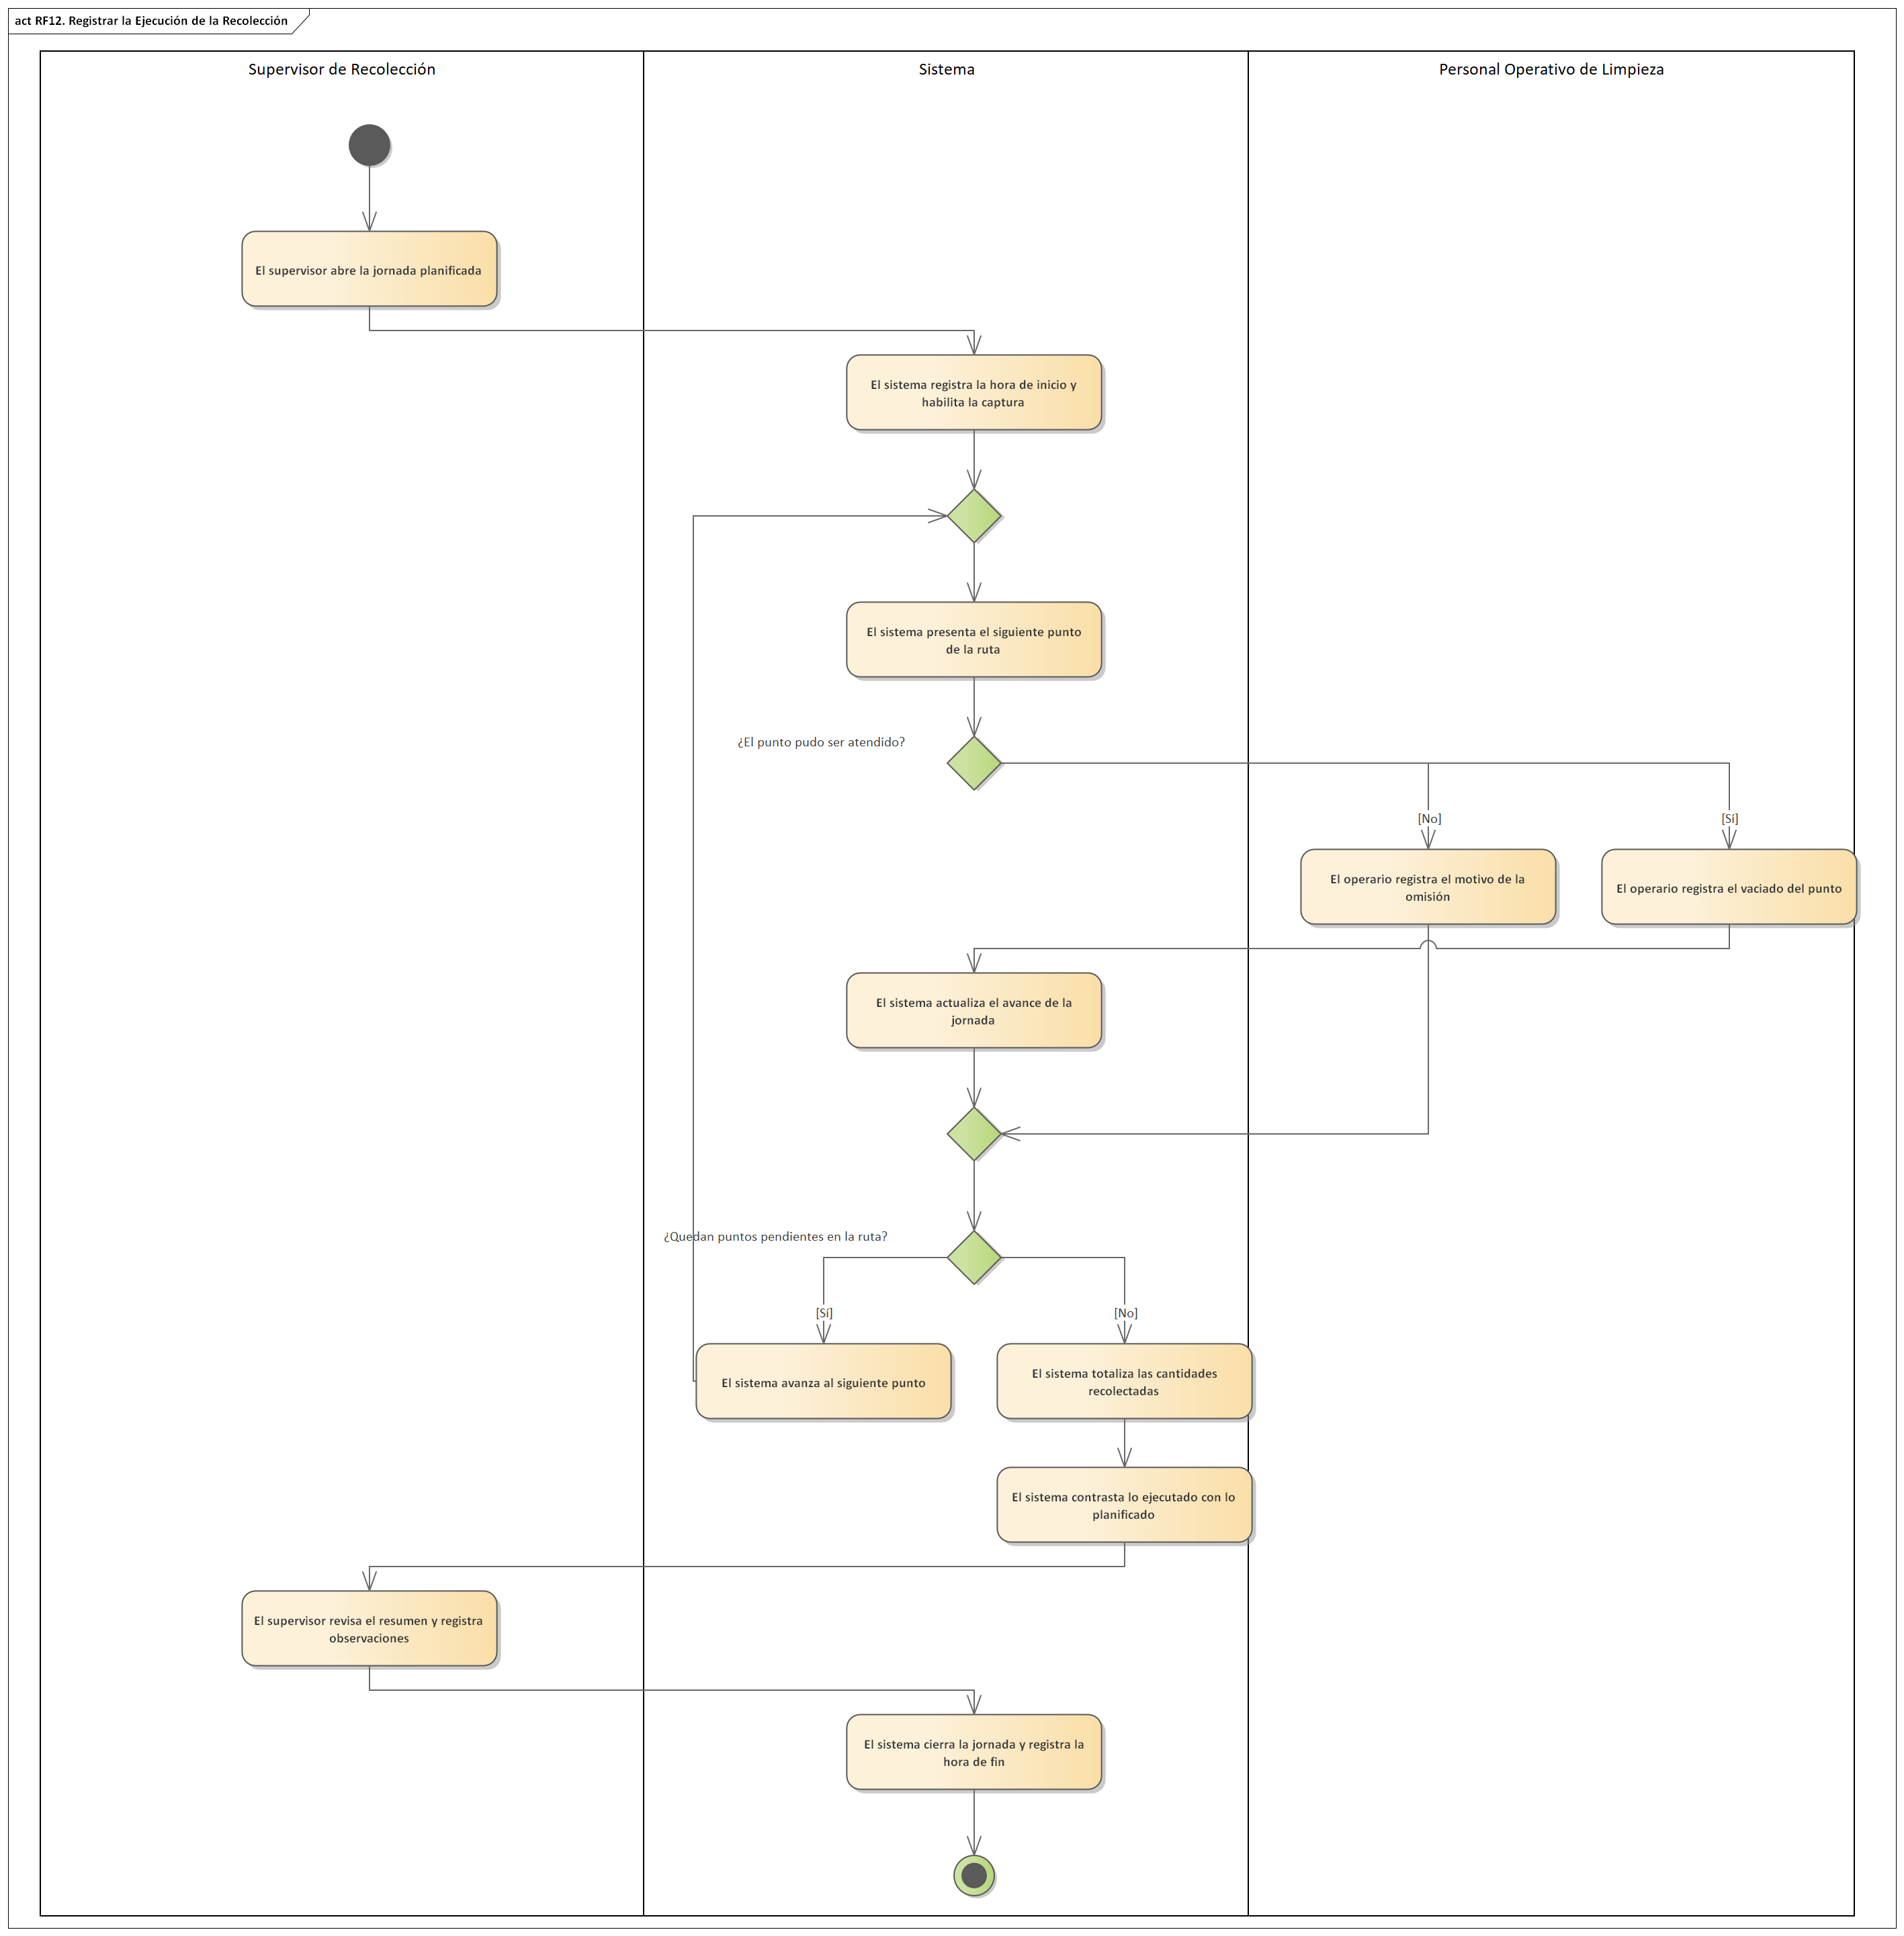 act RF12. Registrar la Ejecución de la Recolección
Supervisor de Recolección
Sistema
Personal Operativo de Limpieza
El supervisor abre la jornada planificada
El sistema registra la hora de inicio y
habilita la captura
El sistema presenta el siguiente punto
de la ruta
¿El punto pudo ser atendido?
[No]
[Sí]
El operario registra el motivo de la
omisión
El operario registra el vaciado del punto
El sistema actualiza el avance de la
jornada
¿Quedan puntos pendientes en la ruta?
[Sí]
[No]
El sistema avanza al siguiente punto
El sistema totaliza las cantidades
recolectadas
El sistema contrasta lo ejecutado con lo
planificado
El supervisor revisa el resumen y registra
observaciones
El sistema cierra la jornada y registra la
hora de fin